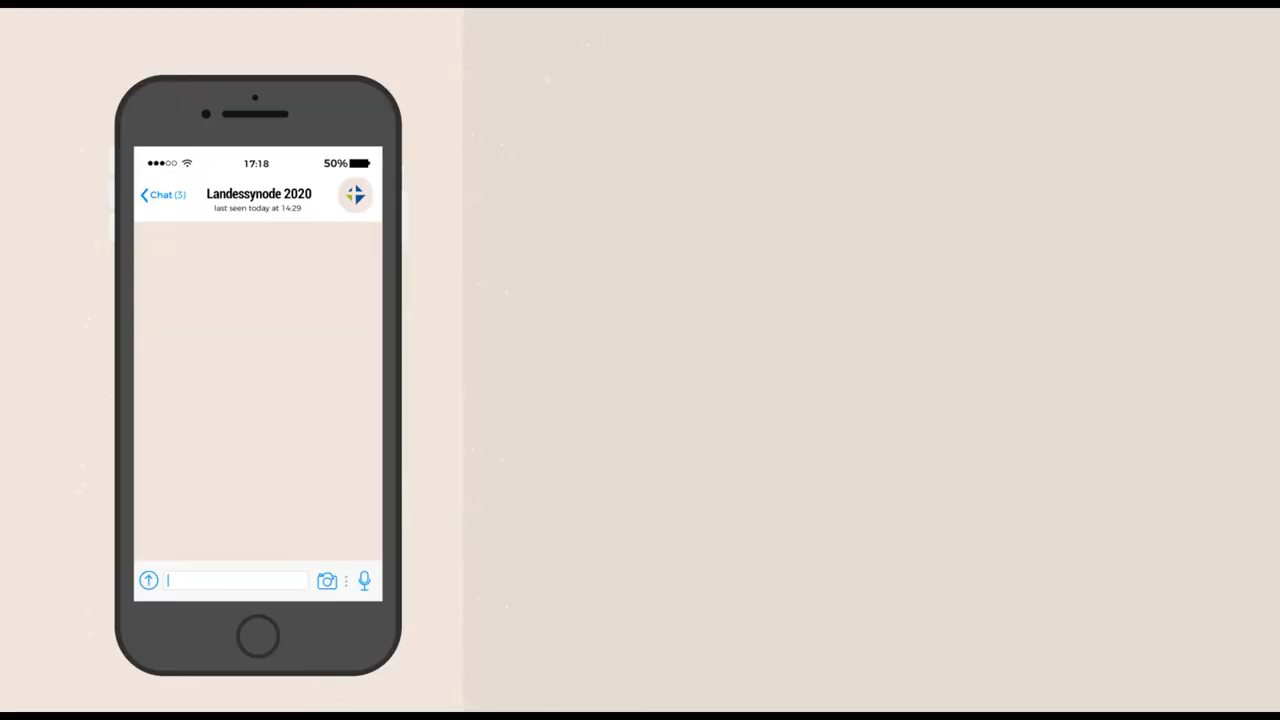 17:18
50%
Chat (3)
Landessynode 2020
last seen today at 14:29